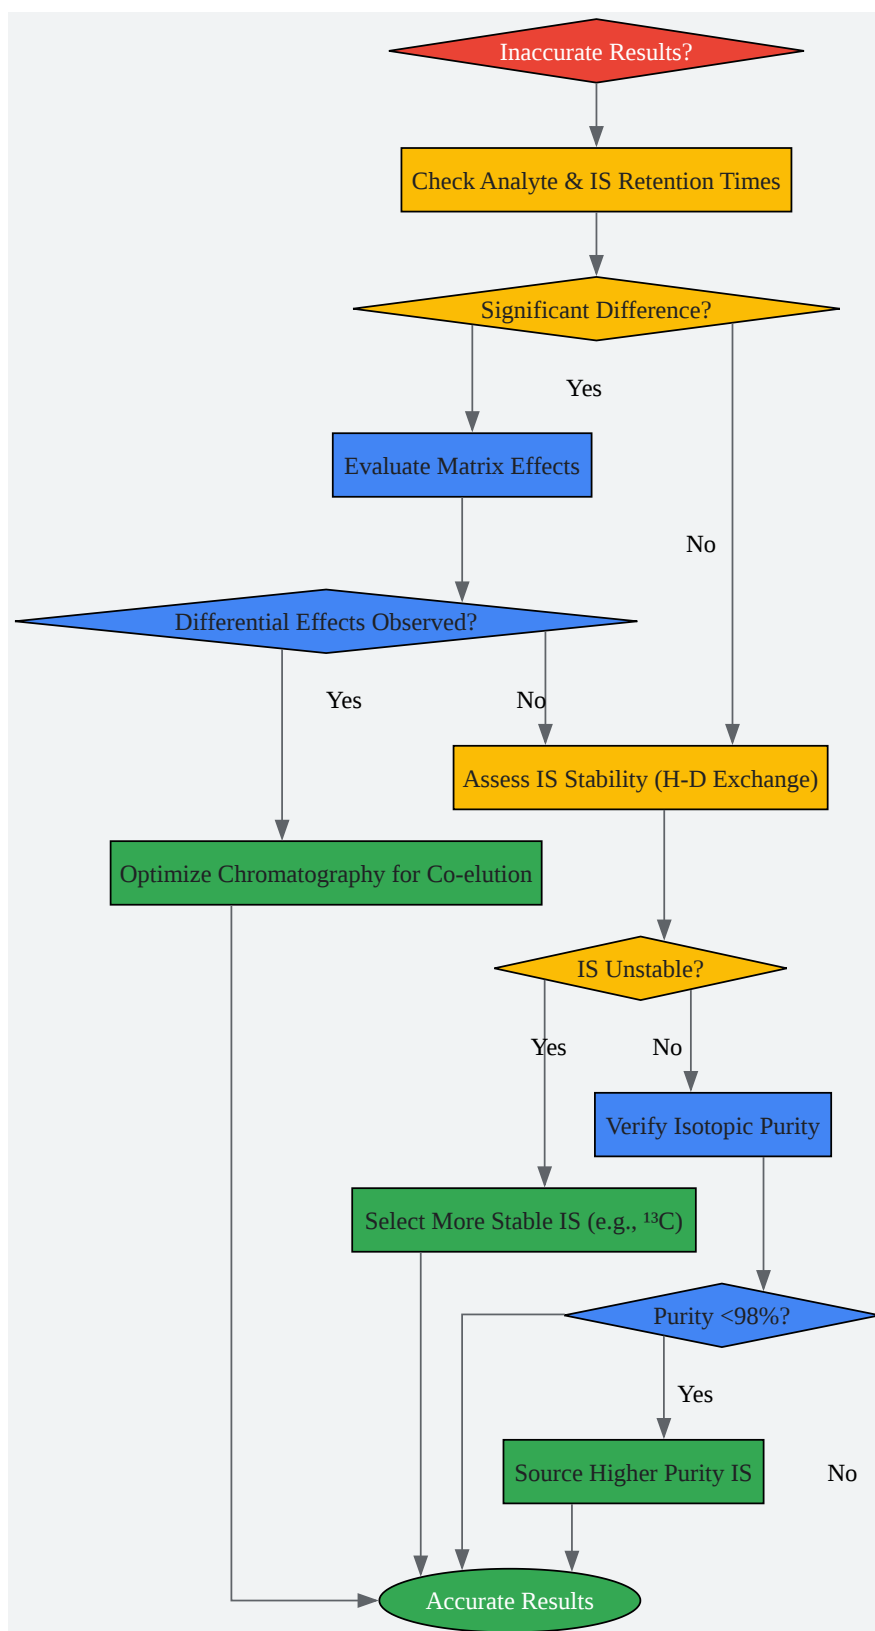 Inaccurate Results?
Check Analyte & IS Retention Times
Significant Difference?
Yes
Evaluate Matrix Effects
No
Differential Effects Observed?
Yes
No
Assess IS Stability (H-D Exchange)
Optimize Chromatography for Co-elution
IS Unstable?
Yes
No
Verify Isotopic Purity
Select More Stable IS (e.g., ¹³C)
Purity <98%?
Yes
Source Higher Purity IS
No
Accurate Results